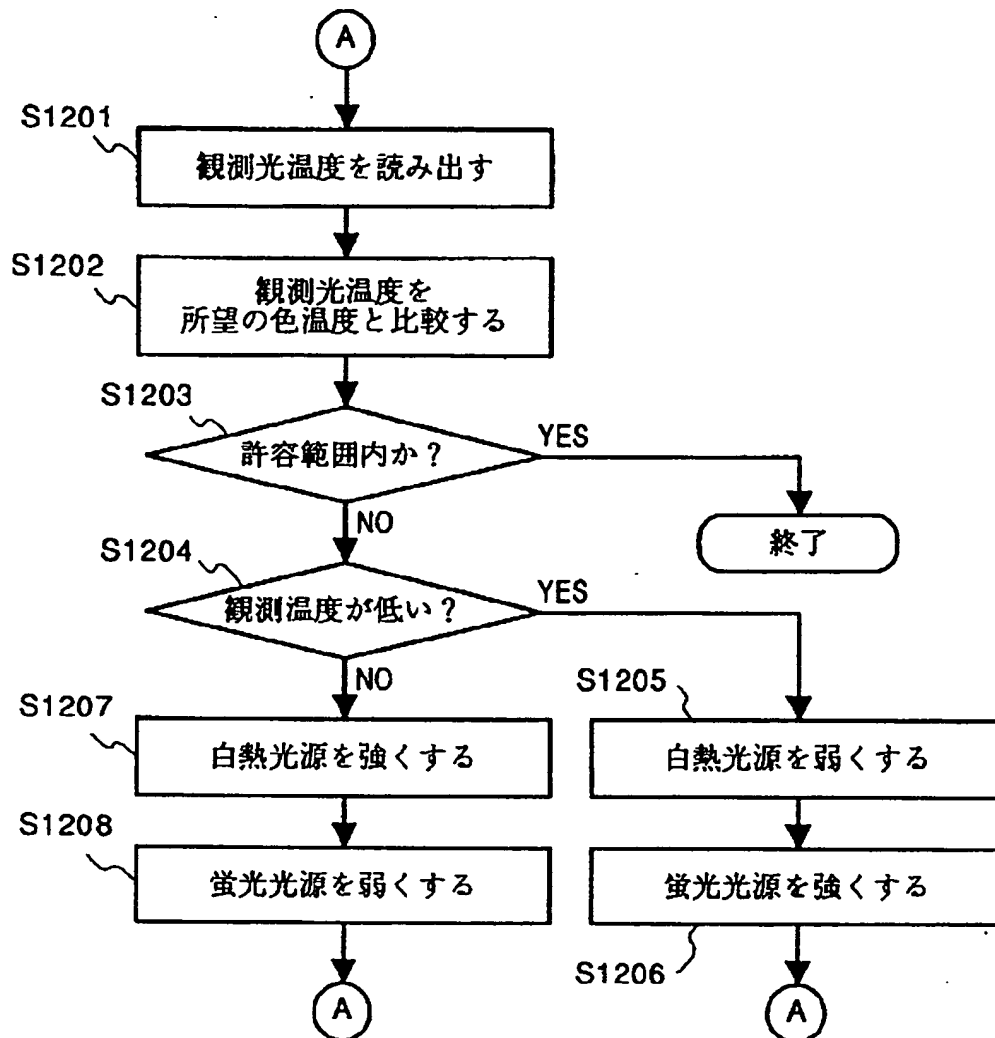 A
S1201
観測光温度を読み出す
S1202
観測光温度を
所望の色温度と比較する
S1203
許容範囲内か?
YES
NO
終了
S1204
観測温度が低い?
YES
NO
S1207
白熱光源を強くする
S1205
白熱光源を弱くする
S1208
蛍光光源を弱くする
蛍光光源を強くする
S1206
A
A